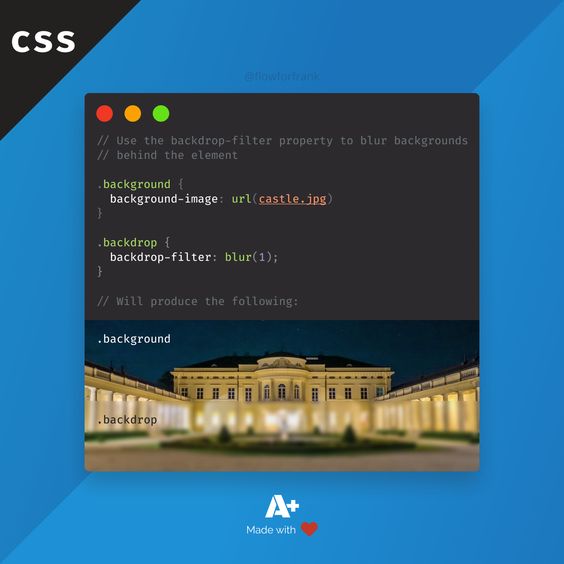 CSS
@flowforfrank
// Use the backdrop-filter property to blur backgrounds
// behind the element
.background {
  background-image: url(castle.jpg)
}
.backdrop {
  backdrop-filter: blur(1);
}
// Will produce the following:
.background
.backdrop
A+
Made with